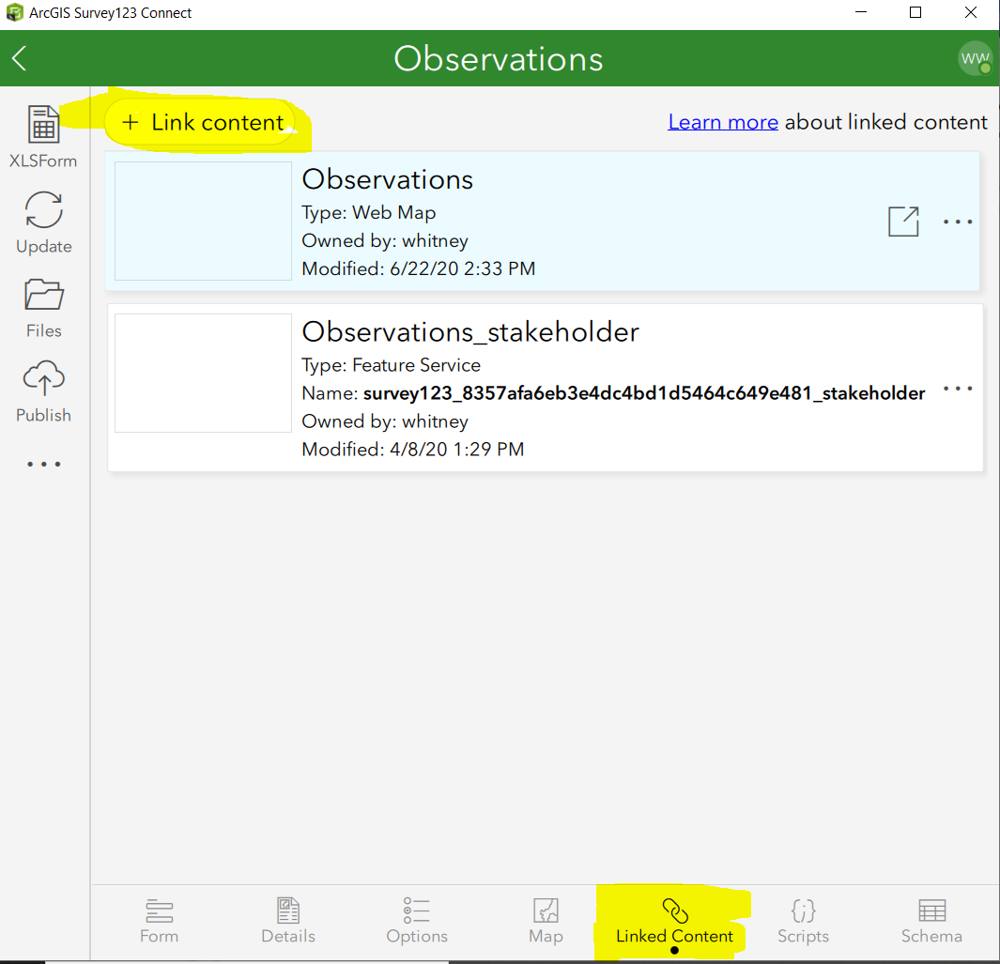 ArcGIS Survey123 Connect
Observations
WW
XLSForm
Update
Files
Publish
+ Link content
Learn more about linked content
Observations
Type: Web Map
Owned by: whitney
Modified: 6/22/20 2:33 PM
Observations_stakeholder
Type: Feature Service
Name: survey123_8357afa6eb3e4dc4bd1d5464c649e481_stakeholder
Owned by: whitney
Modified: 4/8/20 1:29 PM
Form
Details
Options
Map
Linked Content
Scripts
Schema